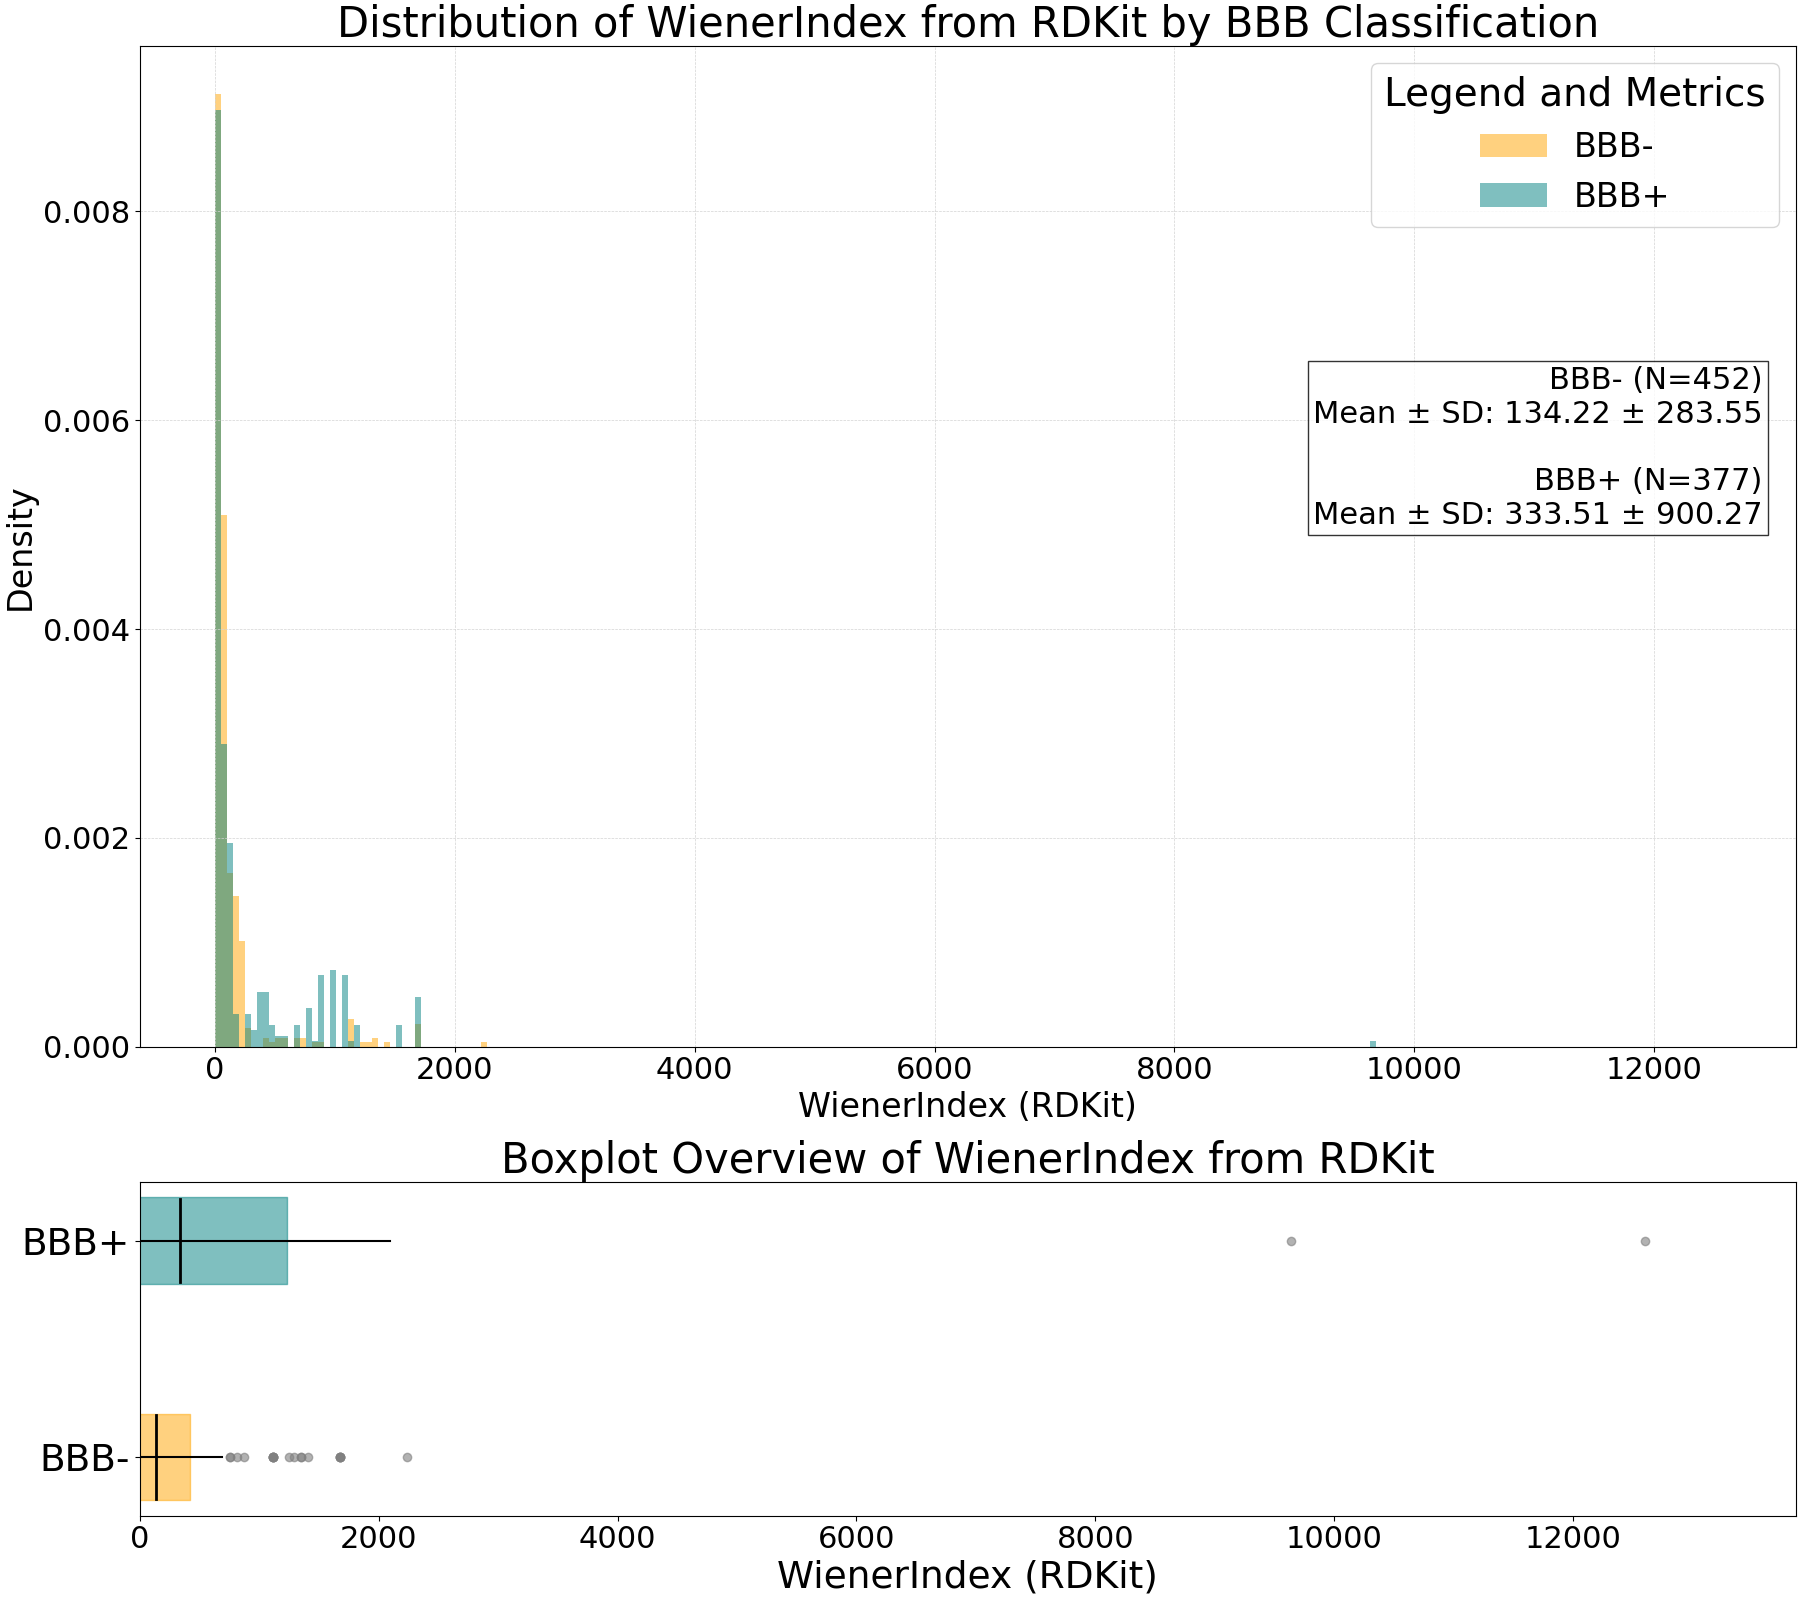 Distribution of WienerIndex from RDKit by BBB Classification
Legend and Metrics
BBB-
BBB+
BBB- (N=452)
Mean ± SD: 134.22 ± 283.55
BBB+ (N=377)
Mean ± SD: 333.51 ± 900.27
Density
0.008
0.006
0.004
0.002
0.000
0 2000 4000 6000 8000 10000 12000
WienerIndex (RDKit)
Boxplot Overview of WienerIndex from RDKit
BBB+
BBB-
0 2000 4000 6000 8000 10000 12000
WienerIndex (RDKit)